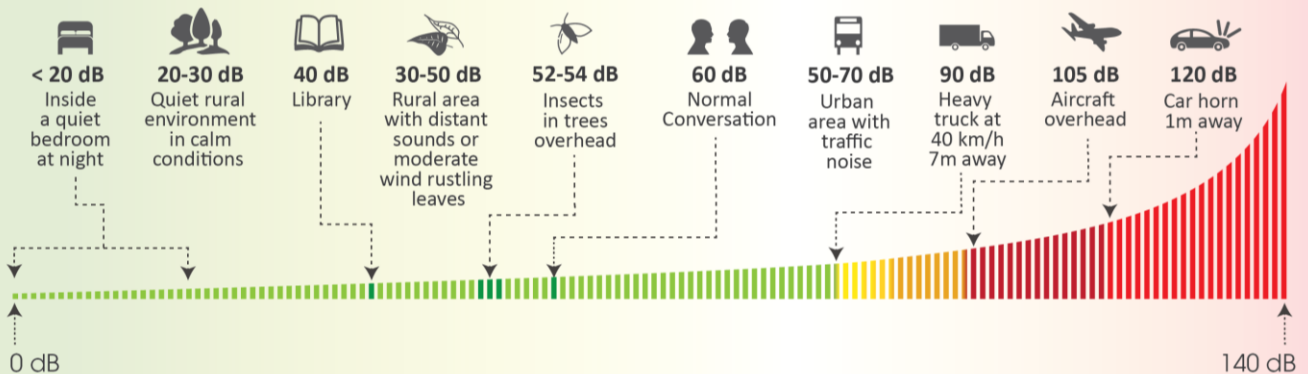 < 20 dB
Inside
a quiet
bedroom
at night
20-30 dB
Quiet rural
environment
in calm
conditions
40 dB
Library
30-50 dB
Rural area
with distant
sounds or
moderate
wind rustling
leaves
52-54 dB
Insects
in trees
overhead
60 dB
Normal
Conversation
50-70 dB
Urban
area with
traffic
noise
90 dB
Heavy
truck at
40 km/h
7m away
105 dB
Aircraft
overhead
120 dB
Car horn
1m away
0 dB
140 dB